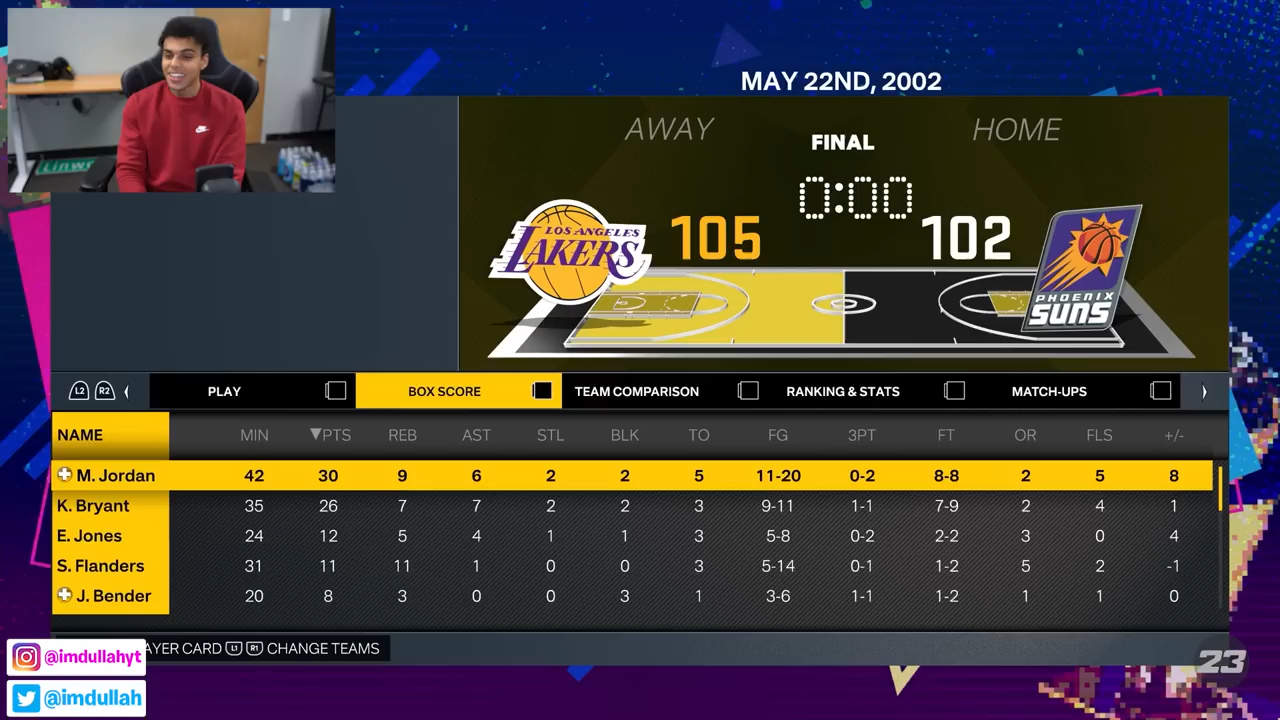 MAY 22ND, 2002
AWAY
FINAL
HOME
0:00
LOS ANGELES
LAKERS
105
102
PHOENIX
SUNS
L2 R2 PLAY BOX SCORE TEAM COMPARISON RANKING & STATS MATCH-UPS
NAME MIN ▼PTS REB AST STL BLK TO FG 3PT FT OR FLS +/-
M. Jordan 42 30 9 6 2 2 5 11-20 0-2 8-8 2 5 8
K. Bryant 35 26 7 7 2 2 3 9-11 1-1 7-9 2 4 1
E. Jones 24 12 5 4 1 1 3 5-8 0-2 2-2 3 0 4
S. Flanders 31 11 11 1 0 0 3 5-14 0-1 1-2 5 2 -1
J. Bender 20 8 3 0 0 3 1 3-6 1-1 1-2 1 1 0
AYER CARD L1 R1 CHANGE TEAMS
23
@imdullahyt
@imdullah